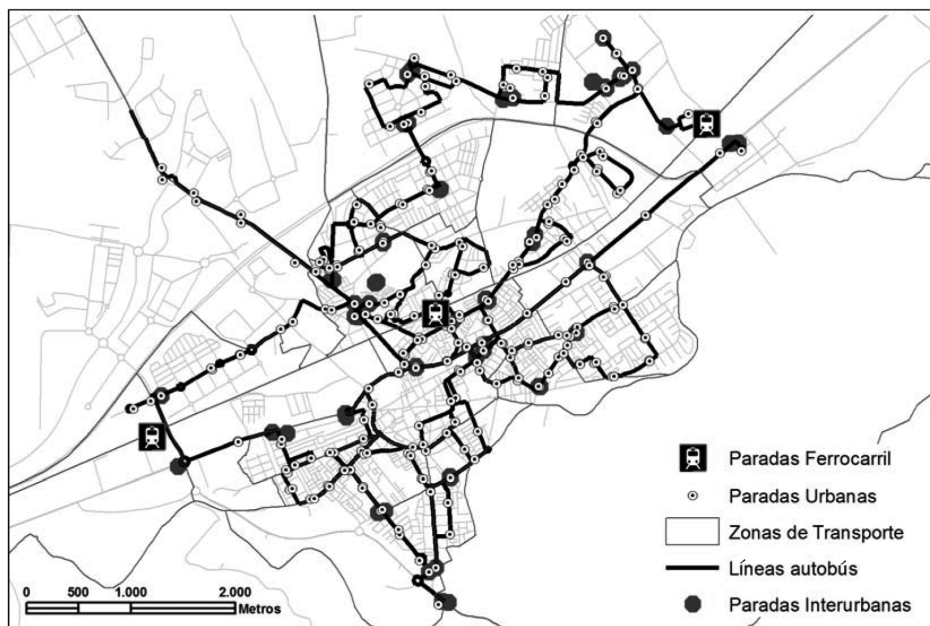 Paradas Ferrocarril
Paradas Urbanas
Zonas de Transporte
Líneas autobús
Paradas Interurbanas
0 500 1.000 2.000
Metros